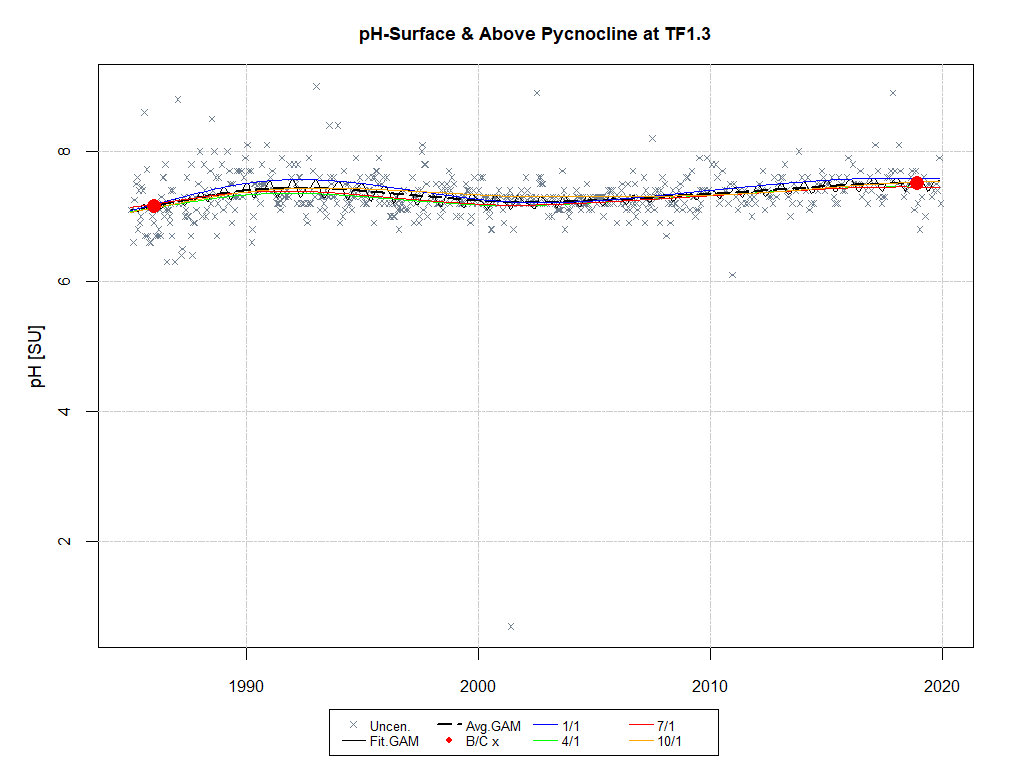 pH-Surface & Above Pycnocline at TF1.3
pH [SU]
8
6
4
2
1990 2000 2010 2020
Uncen. Avg.GAM 1/1 7/1
Fit.GAM B/C x 4/1 10/1